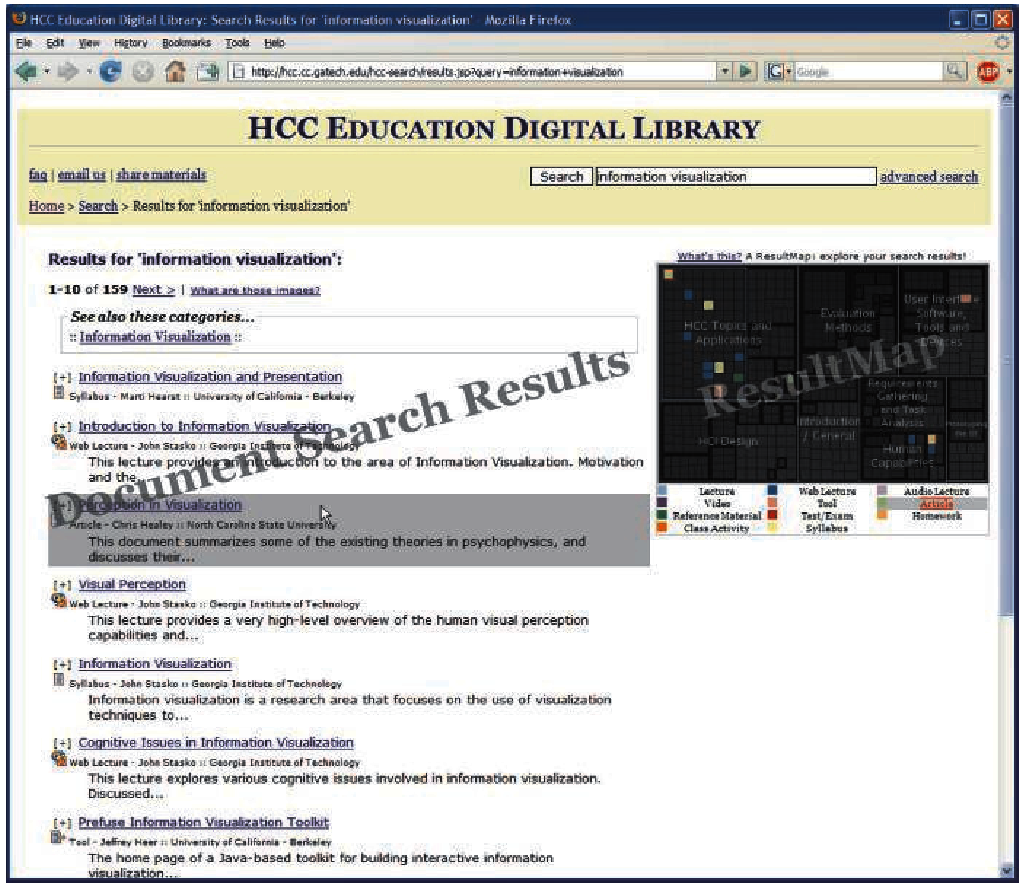 HCC Education Digital Library: Search Results for 'information visualization' - Mozilla Firefox
File Edit View History Bookmarks Tools Help
http://hcc.cc.gatech.edu/hcc-search/results.jsp?query=information+visualization
Google
ABP
HCC EDUCATION DIGITAL LIBRARY
faq | email us | share materials
Search information visualization advanced search
Home > Search > Results for 'information visualization'
Results for 'information visualization':
What's this? A ResultMap: explore your search results!
1-10 of 159 Next > | What are those images?
See also these categories...
:: Information Visualization ::
[+] Information Visualization and Presentation
Syllabus - Marti Hearst :: University of California - Berkeley
[+] Introduction to Information Visualization
Web Lecture - John Stasko :: Georgia Institute of Technology
This lecture provides an introduction to the area of Information Visualization. Motivation
and the...
[+] Perception in Visualization
Article - Chris Healey :: North Carolina State University
This document summarizes some of the existing theories in psychophysics, and
discusses their...
[+] Visual Perception
Web Lecture - John Stasko :: Georgia Institute of Technology
This lecture provides a very high-level overview of the human visual perception
capabilities and...
[+] Information Visualization
Syllabus - John Stasko :: Georgia Institute of Technology
Information visualization is a research area that focuses on the use of visualization
techniques to...
[+] Cognitive Issues in Information Visualization
Web Lecture - John Stasko :: Georgia Institute of Technology
This lecture explores various cognitive issues involved in information visualization.
Discussed...
[+] Prefuse Information Visualization Toolkit
Tool - Jeffrey Heer :: University of California - Berkeley
The home page of a Java-based toolkit for building interactive information
visualization...
Document Search Results
HCC Topics and
Applications
Evaluation
Methods
User Interface
Software,
Tools and
Devices
ResultMap
HCI Design
Introduction
/ General
Requirements
Gathering
and Task
Analysis
Human
Capabilities
Lecture Web Lecture Audio Lecture
Video Tool Article
Reference Material Test/Exam Homework
Class Activity Syllabus